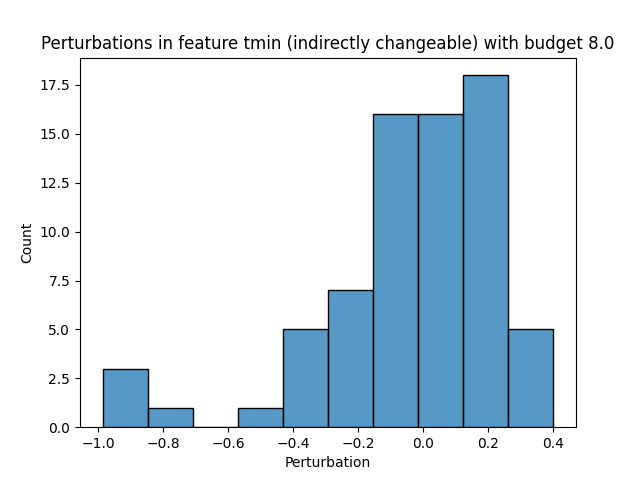 Perturbations in feature tmin (indirectly changeable) with budget 8.0
17.5
15.0
12.5
10.0
7.5
5.0
2.5
0.0
Count
−1.0 −0.8 −0.6 −0.4 −0.2 0.0 0.2 0.4
Perturbation